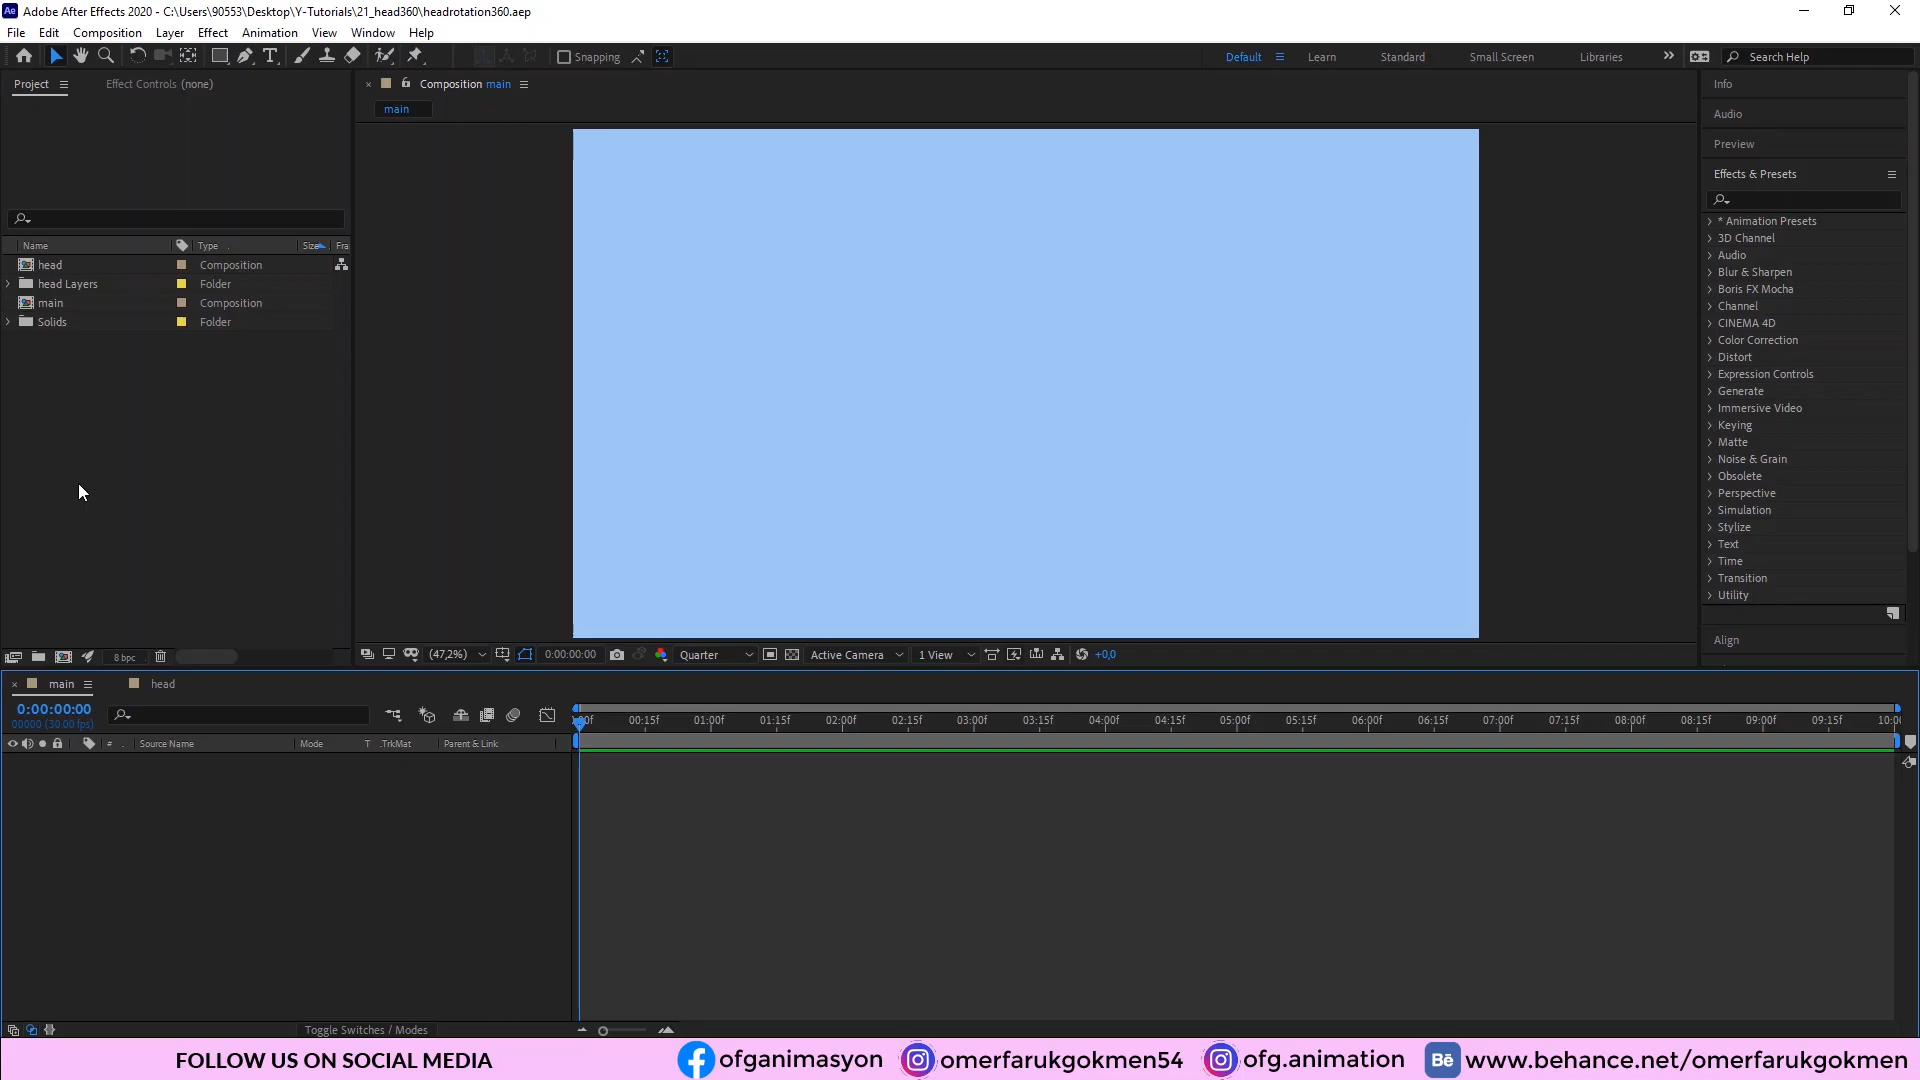 Adobe After Effects 2020 - C:\Users\90553\Desktop\Y-Tutorials\21_head360\headrotation360.aep
File Edit Composition Layer Effect Animation View Window Help
Snapping Default Learn Standard Small Screen Libraries Search Help
Project Effect Controls (none)
Composition main
main
Name Type Size Fra
head Composition
head Layers Folder
main Composition
Solids Folder
8 bpc
(47,2%) 0:00:00:00 Quarter Active Camera 1 View +0,0
Info
Audio
Preview
Effects & Presets
* Animation Presets
3D Channel
Audio
Blur & Sharpen
Boris FX Mocha
Channel
CINEMA 4D
Color Correction
Distort
Expression Controls
Generate
Immersive Video
Keying
Matte
Noise & Grain
Obsolete
Perspective
Simulation
Stylize
Text
Time
Transition
Utility
Align
main head
0:00:00:00
00000 (30.00 fps)
:00f 00:15f 01:00f 01:15f 02:00f 02:15f 03:00f 03:15f 04:00f 04:15f 05:00f 05:15f 06:00f 06:15f 07:00f 07:15f 08:00f 08:15f 09:00f 09:15f 10:00
# . Source Name Mode T .TrkMat Parent & Link
Toggle Switches / Modes
FOLLOW US ON SOCIAL MEDIA ofganimasyon omerfarukgokmen54 ofg.animation Bē www.behance.net/omerfarukgokmen